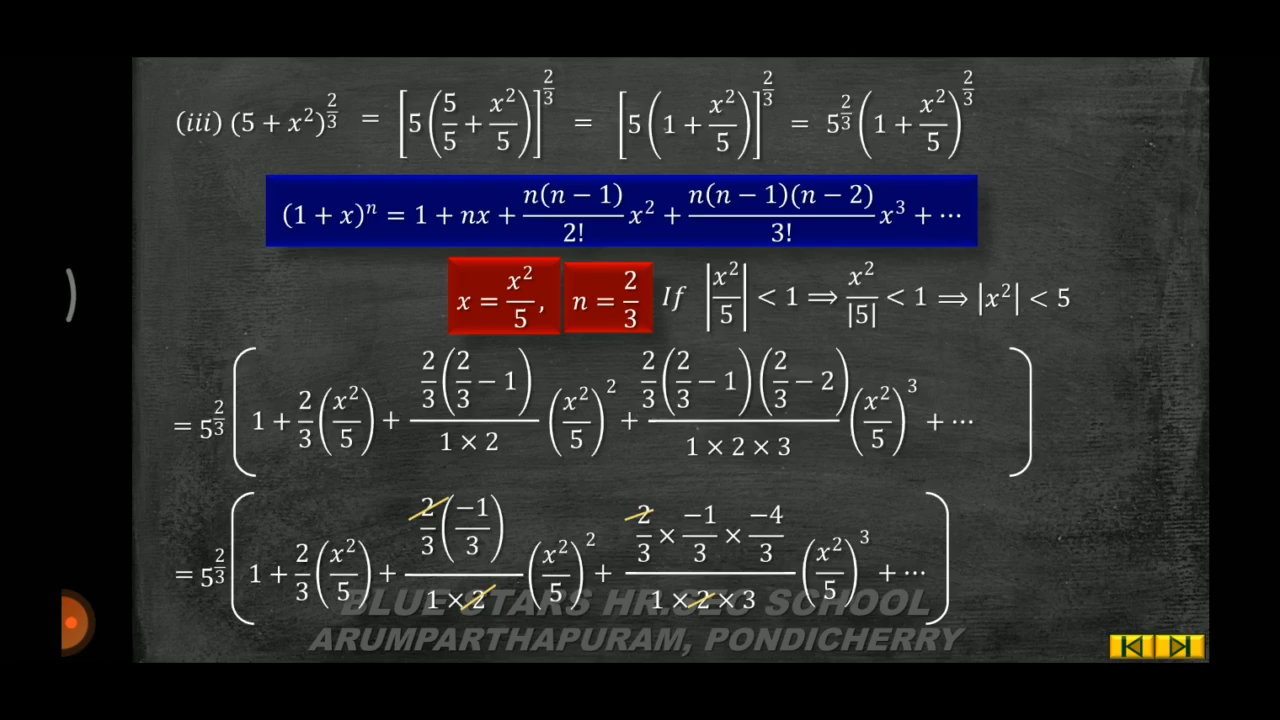 (iii) (5 + x²)^(2/3) = [5(5/5 + x²/5)]^(2/3) = [5(1 + x²/5)]^(2/3) = 5^(2/3) (1 + x²/5)^(2/3)
(1 + x)ⁿ = 1 + nx + n(n − 1)/2! x² + n(n − 1)(n − 2)/3! x³ + ⋯
x = x²/5, n = 2/3 If |x²/5| < 1 ⟹ x²/|5| < 1 ⟹ |x²| < 5
= 5^(2/3) (1 + 2/3 (x²/5) + 2/3 (2/3 − 1)/(1 × 2) (x²/5)² + 2/3 (2/3 − 1)(2/3 − 2)/(1 × 2 × 3) (x²/5)³ + ⋯ )
= 5^(2/3) (1 + 2/3 (x²/5) + 2/3 (−1/3)/(1 × 2) (x²/5)² + 2/3 × −1/3 × −4/3/(1 × 2 × 3) (x²/5)³ + ⋯ )
BLUE STARS HR.SEC SCHOOL
ARUMPARTHAPURAM, PONDICHERRY